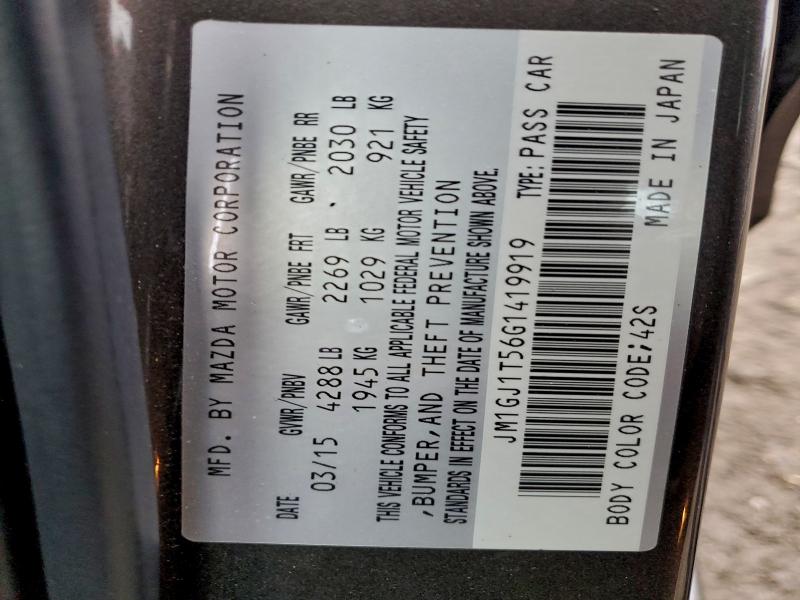 MFD. BY MAZDA MOTOR CORPORATION
DATE GVWR/PNBV GAWR/PNBE FRT GAWR/PNBE RR
03/15 4288 LB 2269 LB 2030 LB
1945 KG 1029 KG 921 KG
THIS VEHICLE CONFORMS TO ALL APPLICABLE FEDERAL MOTOR VEHICLE SAFETY
,BUMPER,AND THEFT PREVENTION
STANDARDS IN EFFECT ON THE DATE OF MANUFACTURE SHOWN ABOVE.
JM1GJ1T56G1419919 TYPE: PASS CAR
BODY COLOR CODE;42S MADE IN JAPAN